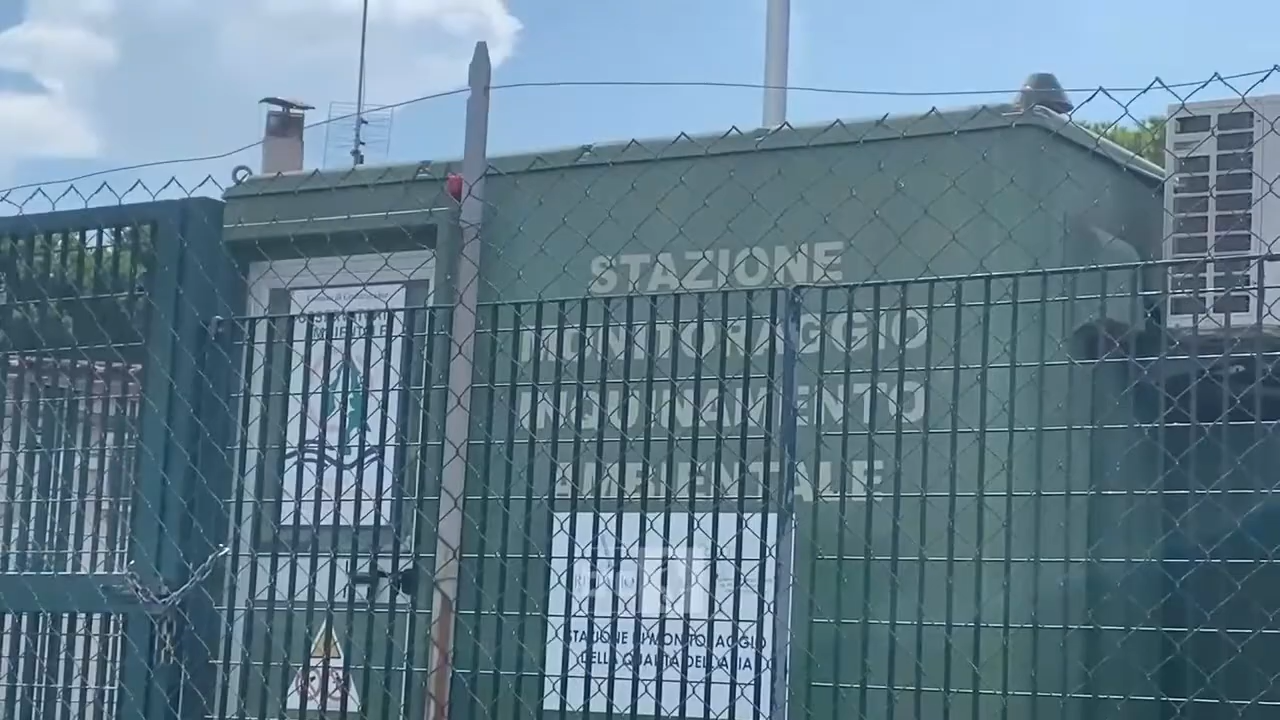 STAZIONE
MONITORAGGIO
INQUINAMENTO
AMBIENTALE
STAZIONE DI MONITORAGGIO
DELLA QUALITÀ DELL'ARIA